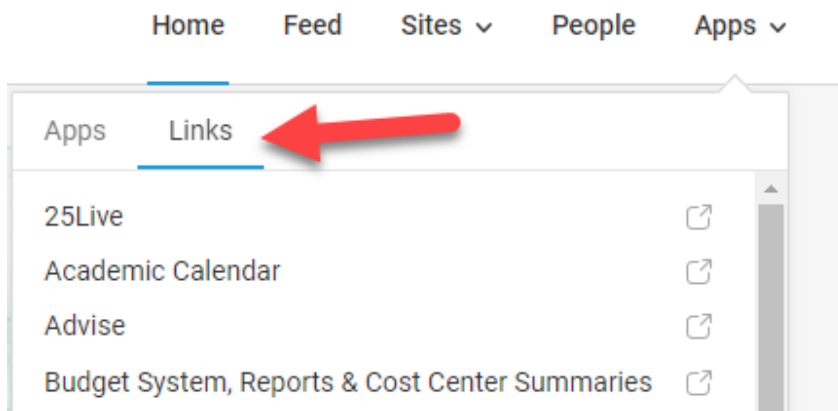 Home Feed Sites People Apps
Apps Links
25Live
Academic Calendar
Advise
Budget System, Reports & Cost Center Summaries